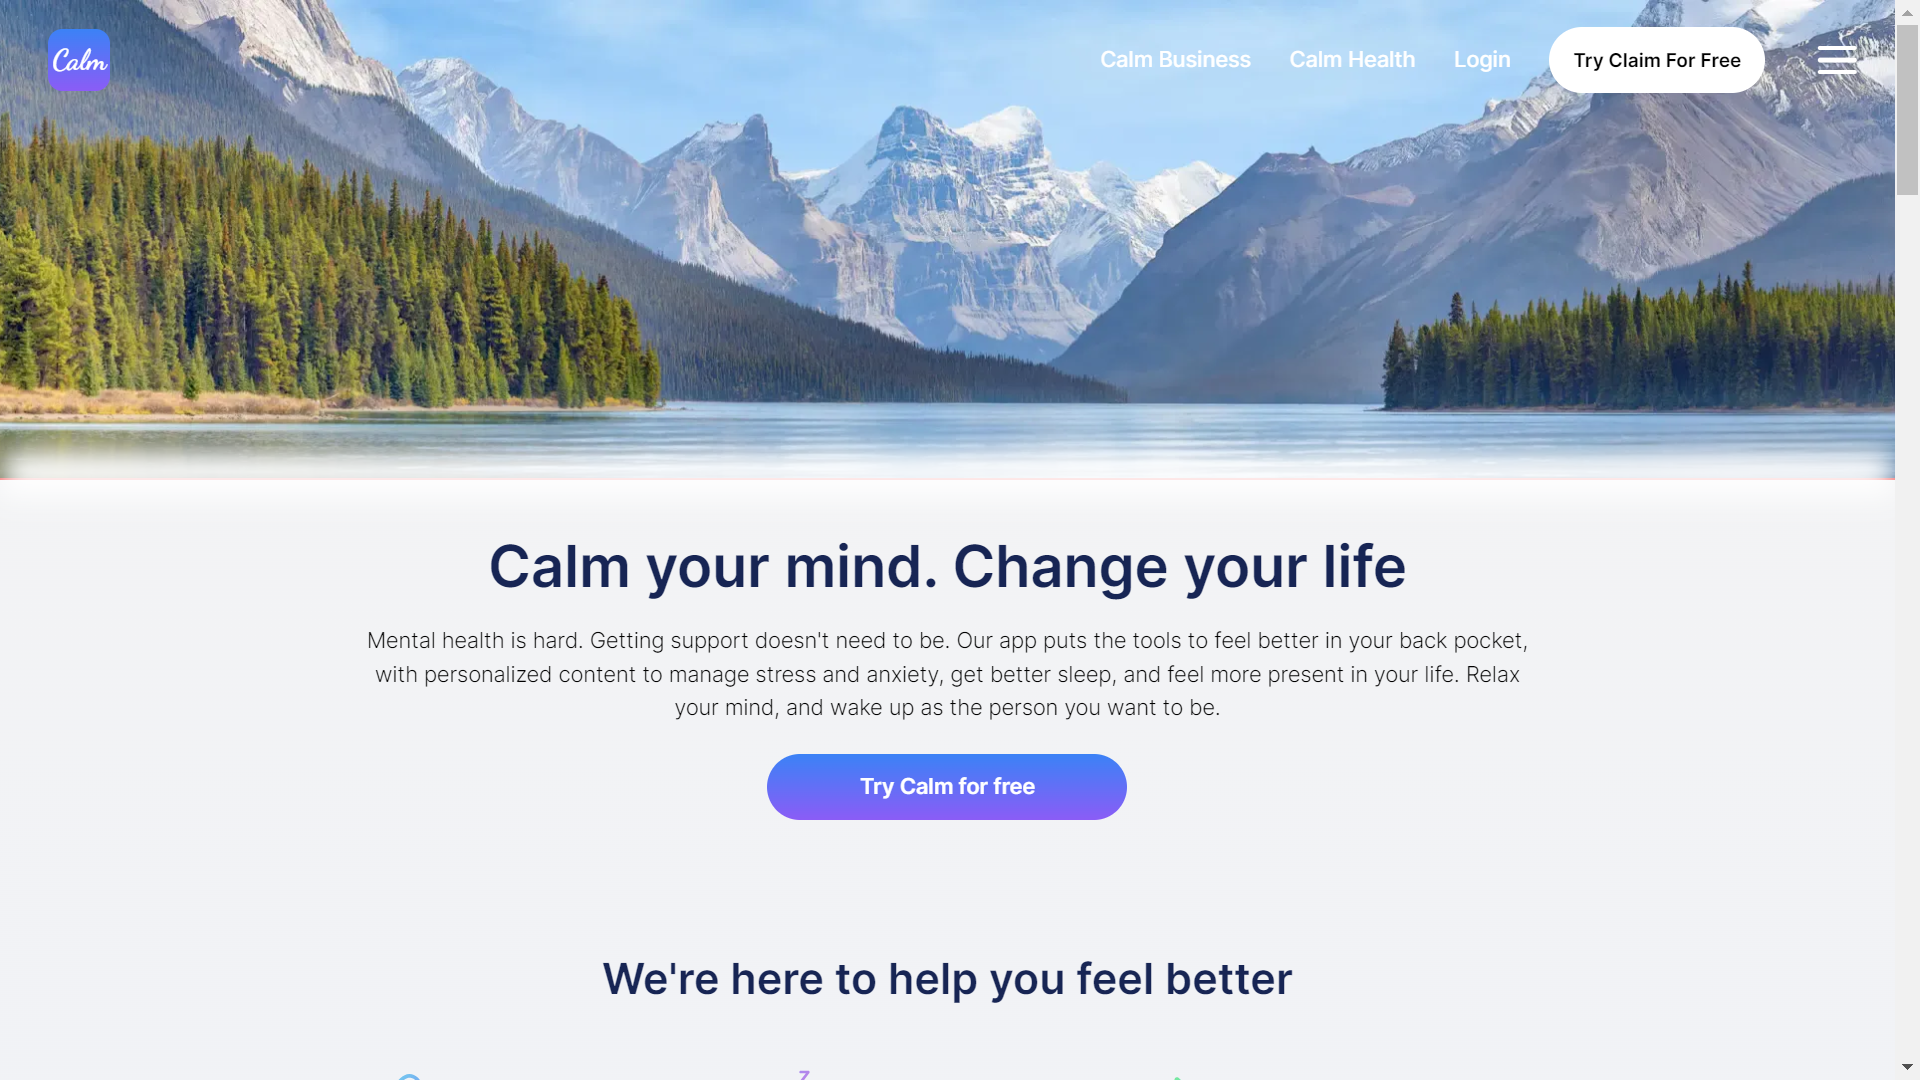 Calm
Calm Business
Calm Health
Login
Try Claim For Free
Calm your mind. Change your life
Mental health is hard. Getting support doesn't need to be. Our app puts the tools to feel better in your back pocket,
with personalized content to manage stress and anxiety, get better sleep, and feel more present in your life. Relax
your mind, and wake up as the person you want to be.
Try Calm for free
We're here to help you feel better
z